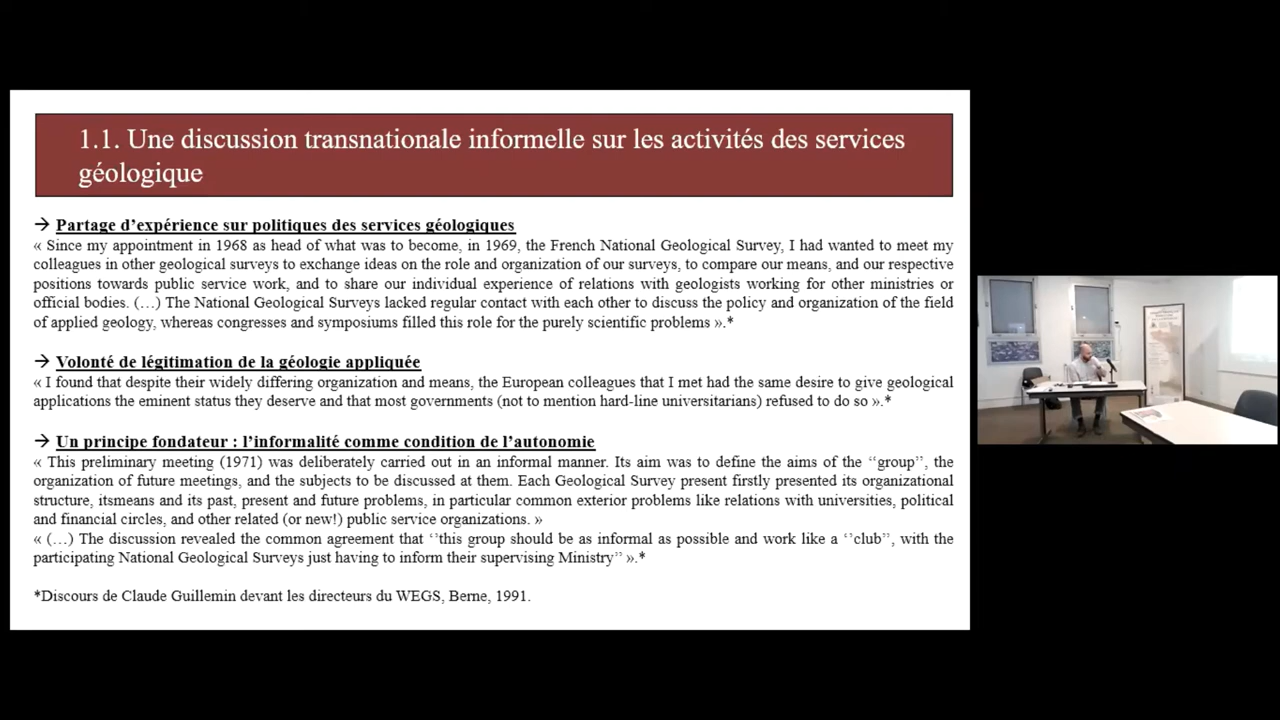 1.1. Une discussion transnationale informelle sur les activités des services
géologique
→ Partage d’expérience sur politiques des services géologiques
« Since my appointment in 1968 as head of what was to become, in 1969, the French National Geological Survey, I had wanted to meet my
colleagues in other geological surveys to exchange ideas on the role and organization of our surveys, to compare our means, and our respective
positions towards public service work, and to share our individual experience of relations with geologists working for other ministries or
official bodies. (…) The National Geological Surveys lacked regular contact with each other to discuss the policy and organization of the field
of applied geology, whereas congresses and symposiums filled this role for the purely scientific problems ».*
→ Volonté de légitimation de la géologie appliquée
« I found that despite their widely differing organization and means, the European colleagues that I met had the same desire to give geological
applications the eminent status they deserve and that most governments (not to mention hard-line universitarians) refused to do so ».*
→ Un principe fondateur : l’informalité comme condition de l’autonomie
« This preliminary meeting (1971) was deliberately carried out in an informal manner. Its aim was to define the aims of the ‘‘group’’, the
organization of future meetings, and the subjects to be discussed at them. Each Geological Survey present firstly presented its organizational
structure, itsmeans and its past, present and future problems, in particular common exterior problems like relations with universities, political
and financial circles, and other related (or new!) public service organizations. »
« (…) The discussion revealed the common agreement that ‘‘this group should be as informal as possible and work like a ‘‘club’’, with the
participating National Geological Surveys just having to inform their supervising Ministry’’ ».*
*Discours de Claude Guillemin devant les directeurs du WEGS, Berne, 1991.